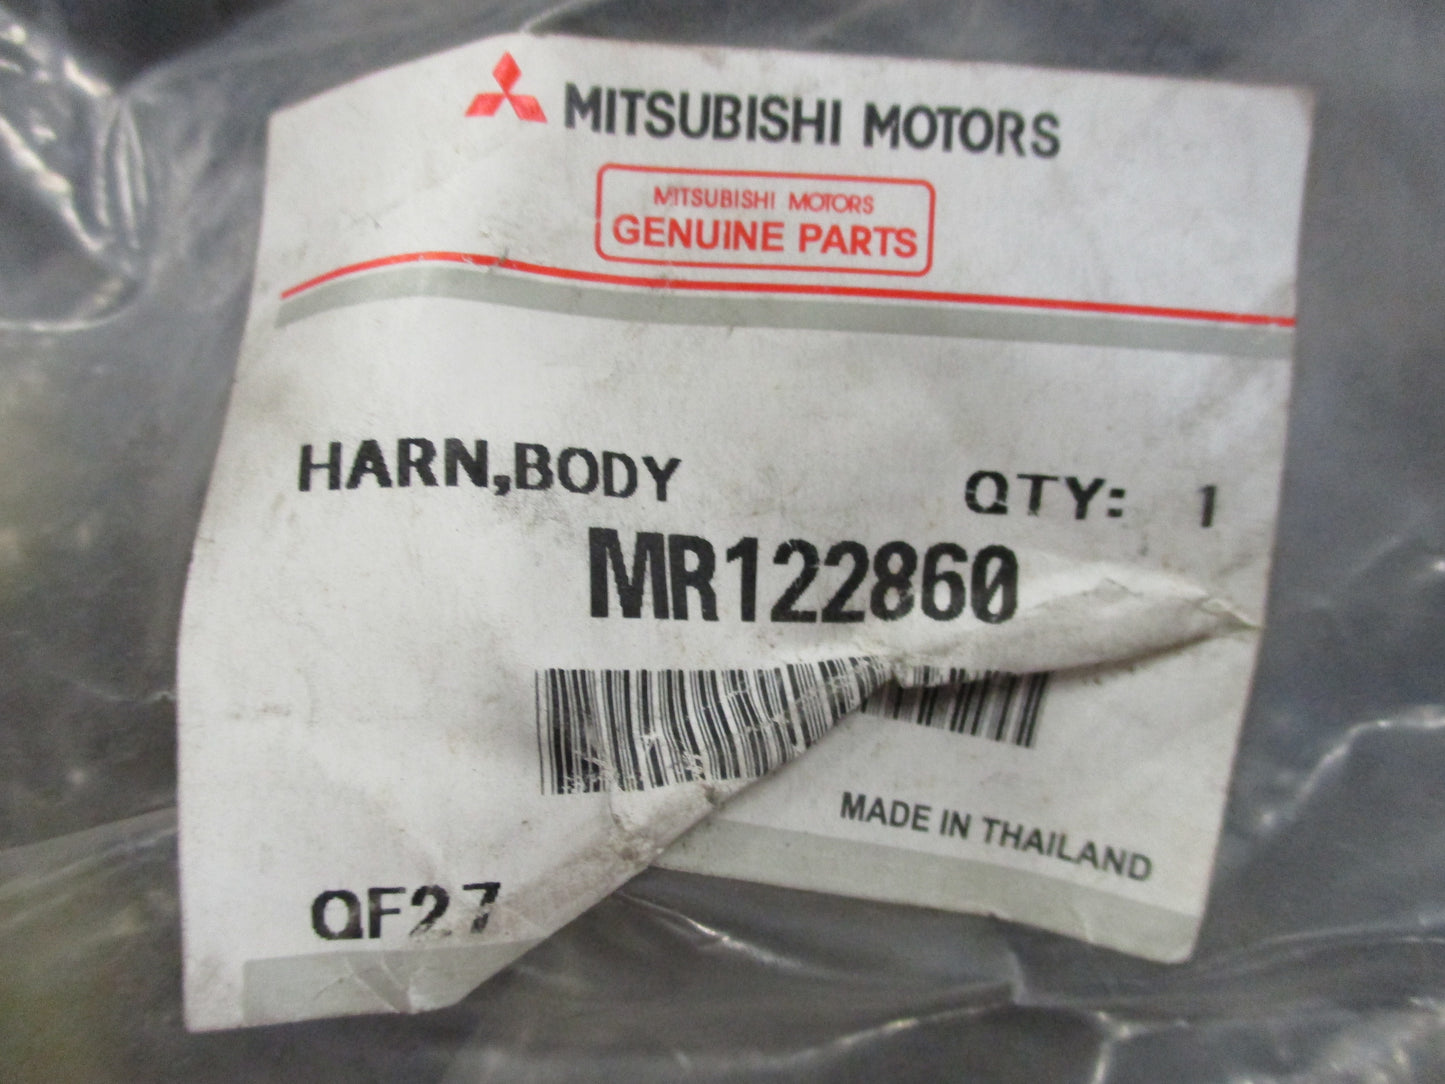 MITSUBISHI MOTORS
MITSUBISHI MOTORS
GENUINE PARTS
HARN,BODY QTY: 1
MR122860
MADE IN THAILAND
QF27